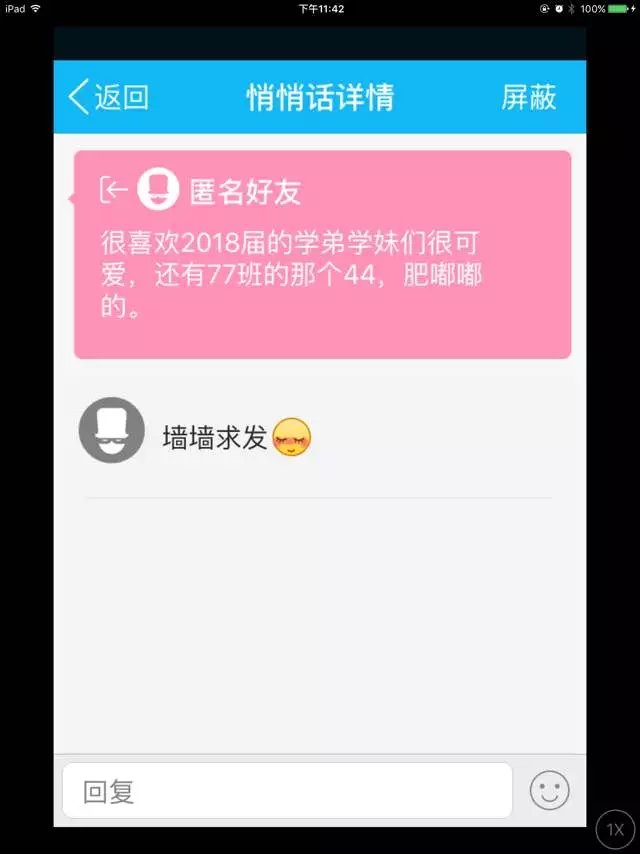 iPad 下午11:42 100%
返回 悄悄话详情 屏蔽
匿名好友
很喜欢2018届的学弟学妹们很可
爱，还有77班的那个44，肥嘟嘟
的。
墙墙求发
回复
1X